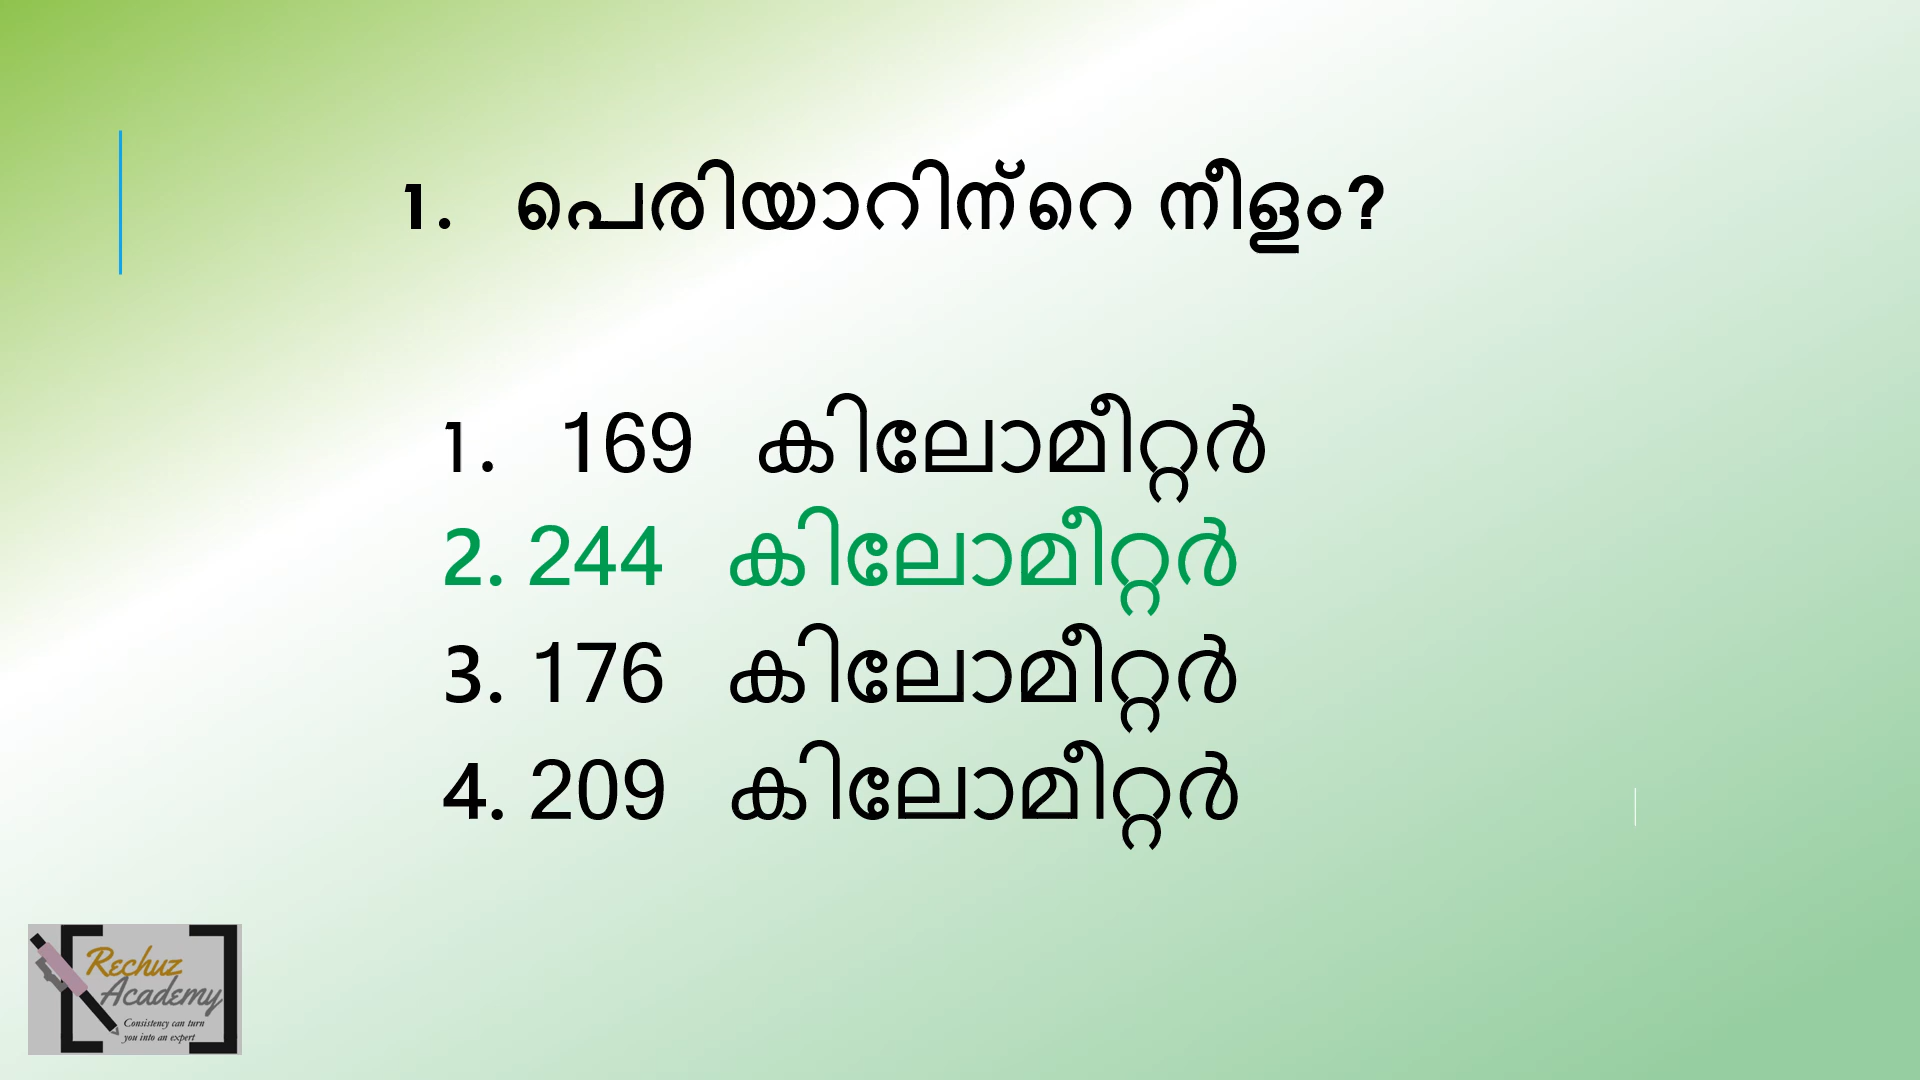 1. പെരിയാറിന്റെ നീളം?
1. 169 കിലോമീറ്റർ
2. 244 കിലോമീറ്റർ
3. 176 കിലോമീറ്റർ
4. 209 കിലോമീറ്റർ
Rechuz
Academy
Consistency can turn
you into an expert